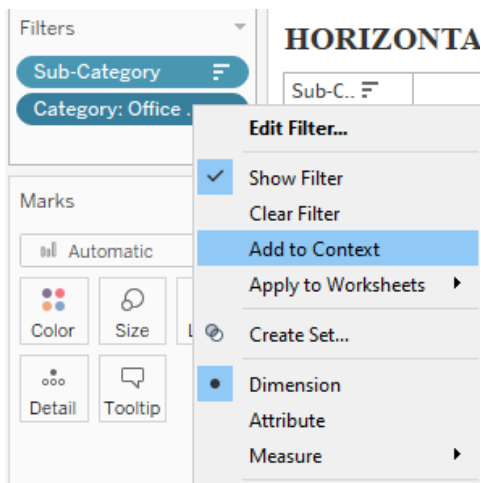 Filters
HORIZONTA
Sub-Category
Sub-C..
Category: Office ..
Edit Filter...
Show Filter
Marks
Clear Filter
Automatic
Add to Context
Apply to Worksheets
Color
Size
L
Create Set...
Dimension
Detail
Tooltip
Attribute
Measure